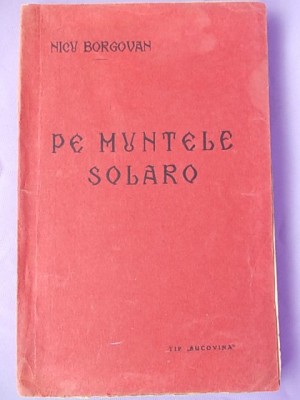 NICU BORGOVAN
PE MUNTELE
SOLARO
TIP. „BUCOVINA"